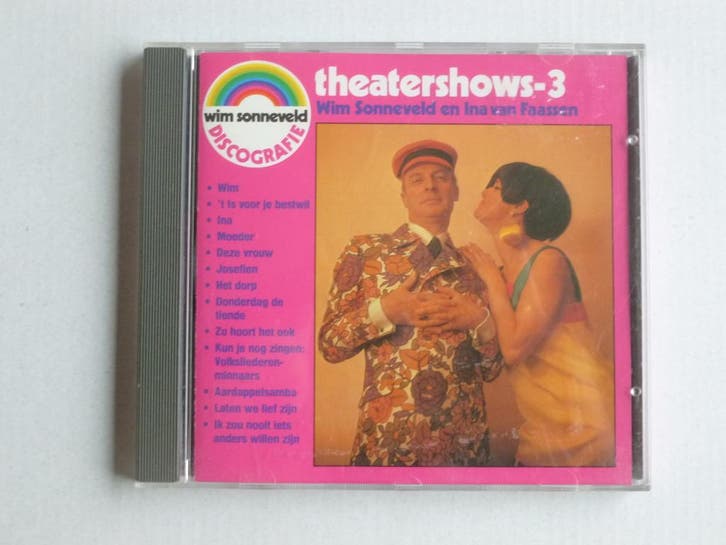 wim sonneveld
DISCOGRAFIE
theatershows-3
Wim Sonneveld en Ina van Faassen
• Wim
• 't Is voor je bestwil
• Ina
• Moeder
• Deze vrouw
• Josefien
• Het dorp
• Donderdag de
tiende
• Zo hoort het ook
• Kun je nog zingen:
Volksliederen-
minnaars
• Aardappelsamba
• Laten we lief zijn
• Ik zou nooit iets
anders willen zijn